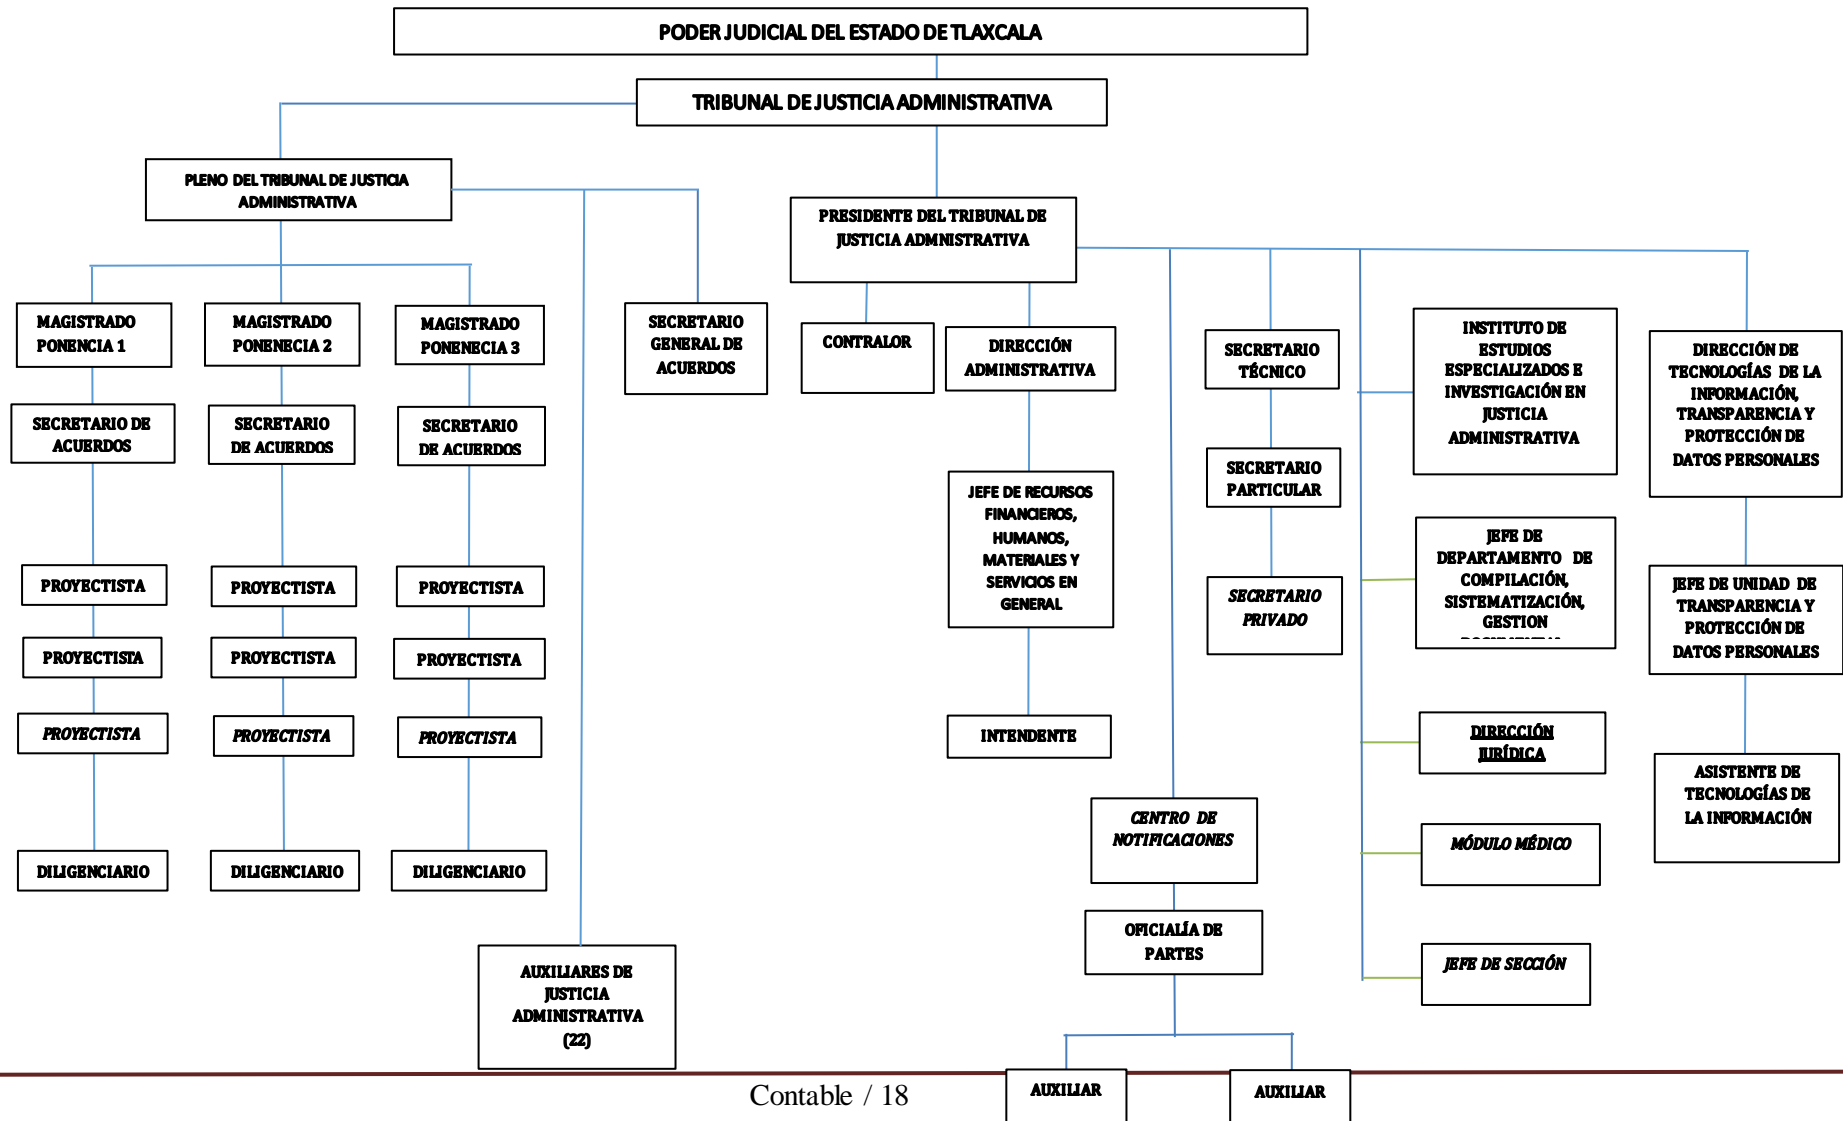 PODER JUDICIAL DEL ESTADO DE TLAXCALA
TRIBUNAL DE JUSTICIA ADMINISTRATIVA
PLENO DEL TRIBUNAL DE JUSTICIA
ADMINISTRATIVA
PRESIDENTE DEL TRIBUNAL DE
JUSTICIA ADMNISTRATIVA
MAGISTRADO
PONENCIA 1
MAGISTRADO
PONENECIA 2
MAGISTRADO
PONENECIA 3
SECRETARIO
GENERAL DE
ACUERDOS
CONTRALOR
DIRECCIÓN
ADMINISTRATIVA
SECRETARIO
TÉCNICO
INSTITUTO DE
ESTUDIOS
ESPECIALIZADOS E
INVESTIGACIÓN EN
JUSTICIA
ADMINISTRATIVA
DIRECCIÓN DE
TECNOLOGÍAS DE LA
INFORMACIÓN,
TRANSPARENCIA Y
PROTECCIÓN DE
DATOS PERSONALES
SECRETARIO DE
ACUERDOS
SECRETARIO
DE ACUERDOS
SECRETARIO
DE ACUERDOS
SECRETARIO
PARTICULAR
JEFE DE RECURSOS
FINANCIEROS,
HUMANOS,
MATERIALES Y
SERVICIOS EN
GENERAL
JEFE DE
DEPARTAMENTO DE
COMPILACIÓN,
SISTEMATIZACIÓN,
GESTION
PROYECTISTA
PROYECTISTA
PROYECTISTA
SECRETARIO
PRIVADO
JEFE DE UNIDAD DE
TRANSPARENCIA Y
PROTECCIÓN DE
DATOS PERSONALES
PROYECTISTA
PROYECTISTA
PROYECTISTA
PROYECTISTA
PROYECTISTA
PROYECTISTA
INTENDENTE
DIRECCIÓN
JURÍDICA
ASISTENTE DE
TECNOLOGÍAS DE
LA INFORMACIÓN
CENTRO DE
NOTIFICACIONES
MÓDULO MÉDICO
DILIGENCIARIO
DILIGENCIARIO
DILIGENCIARIO
OFICIALÍA DE
PARTES
JEFE DE SECCIÓN
AUXILIARES DE
JUSTICIA
ADMINISTRATIVA
(22)
AUXILIAR
AUXILIAR
Contable / 18